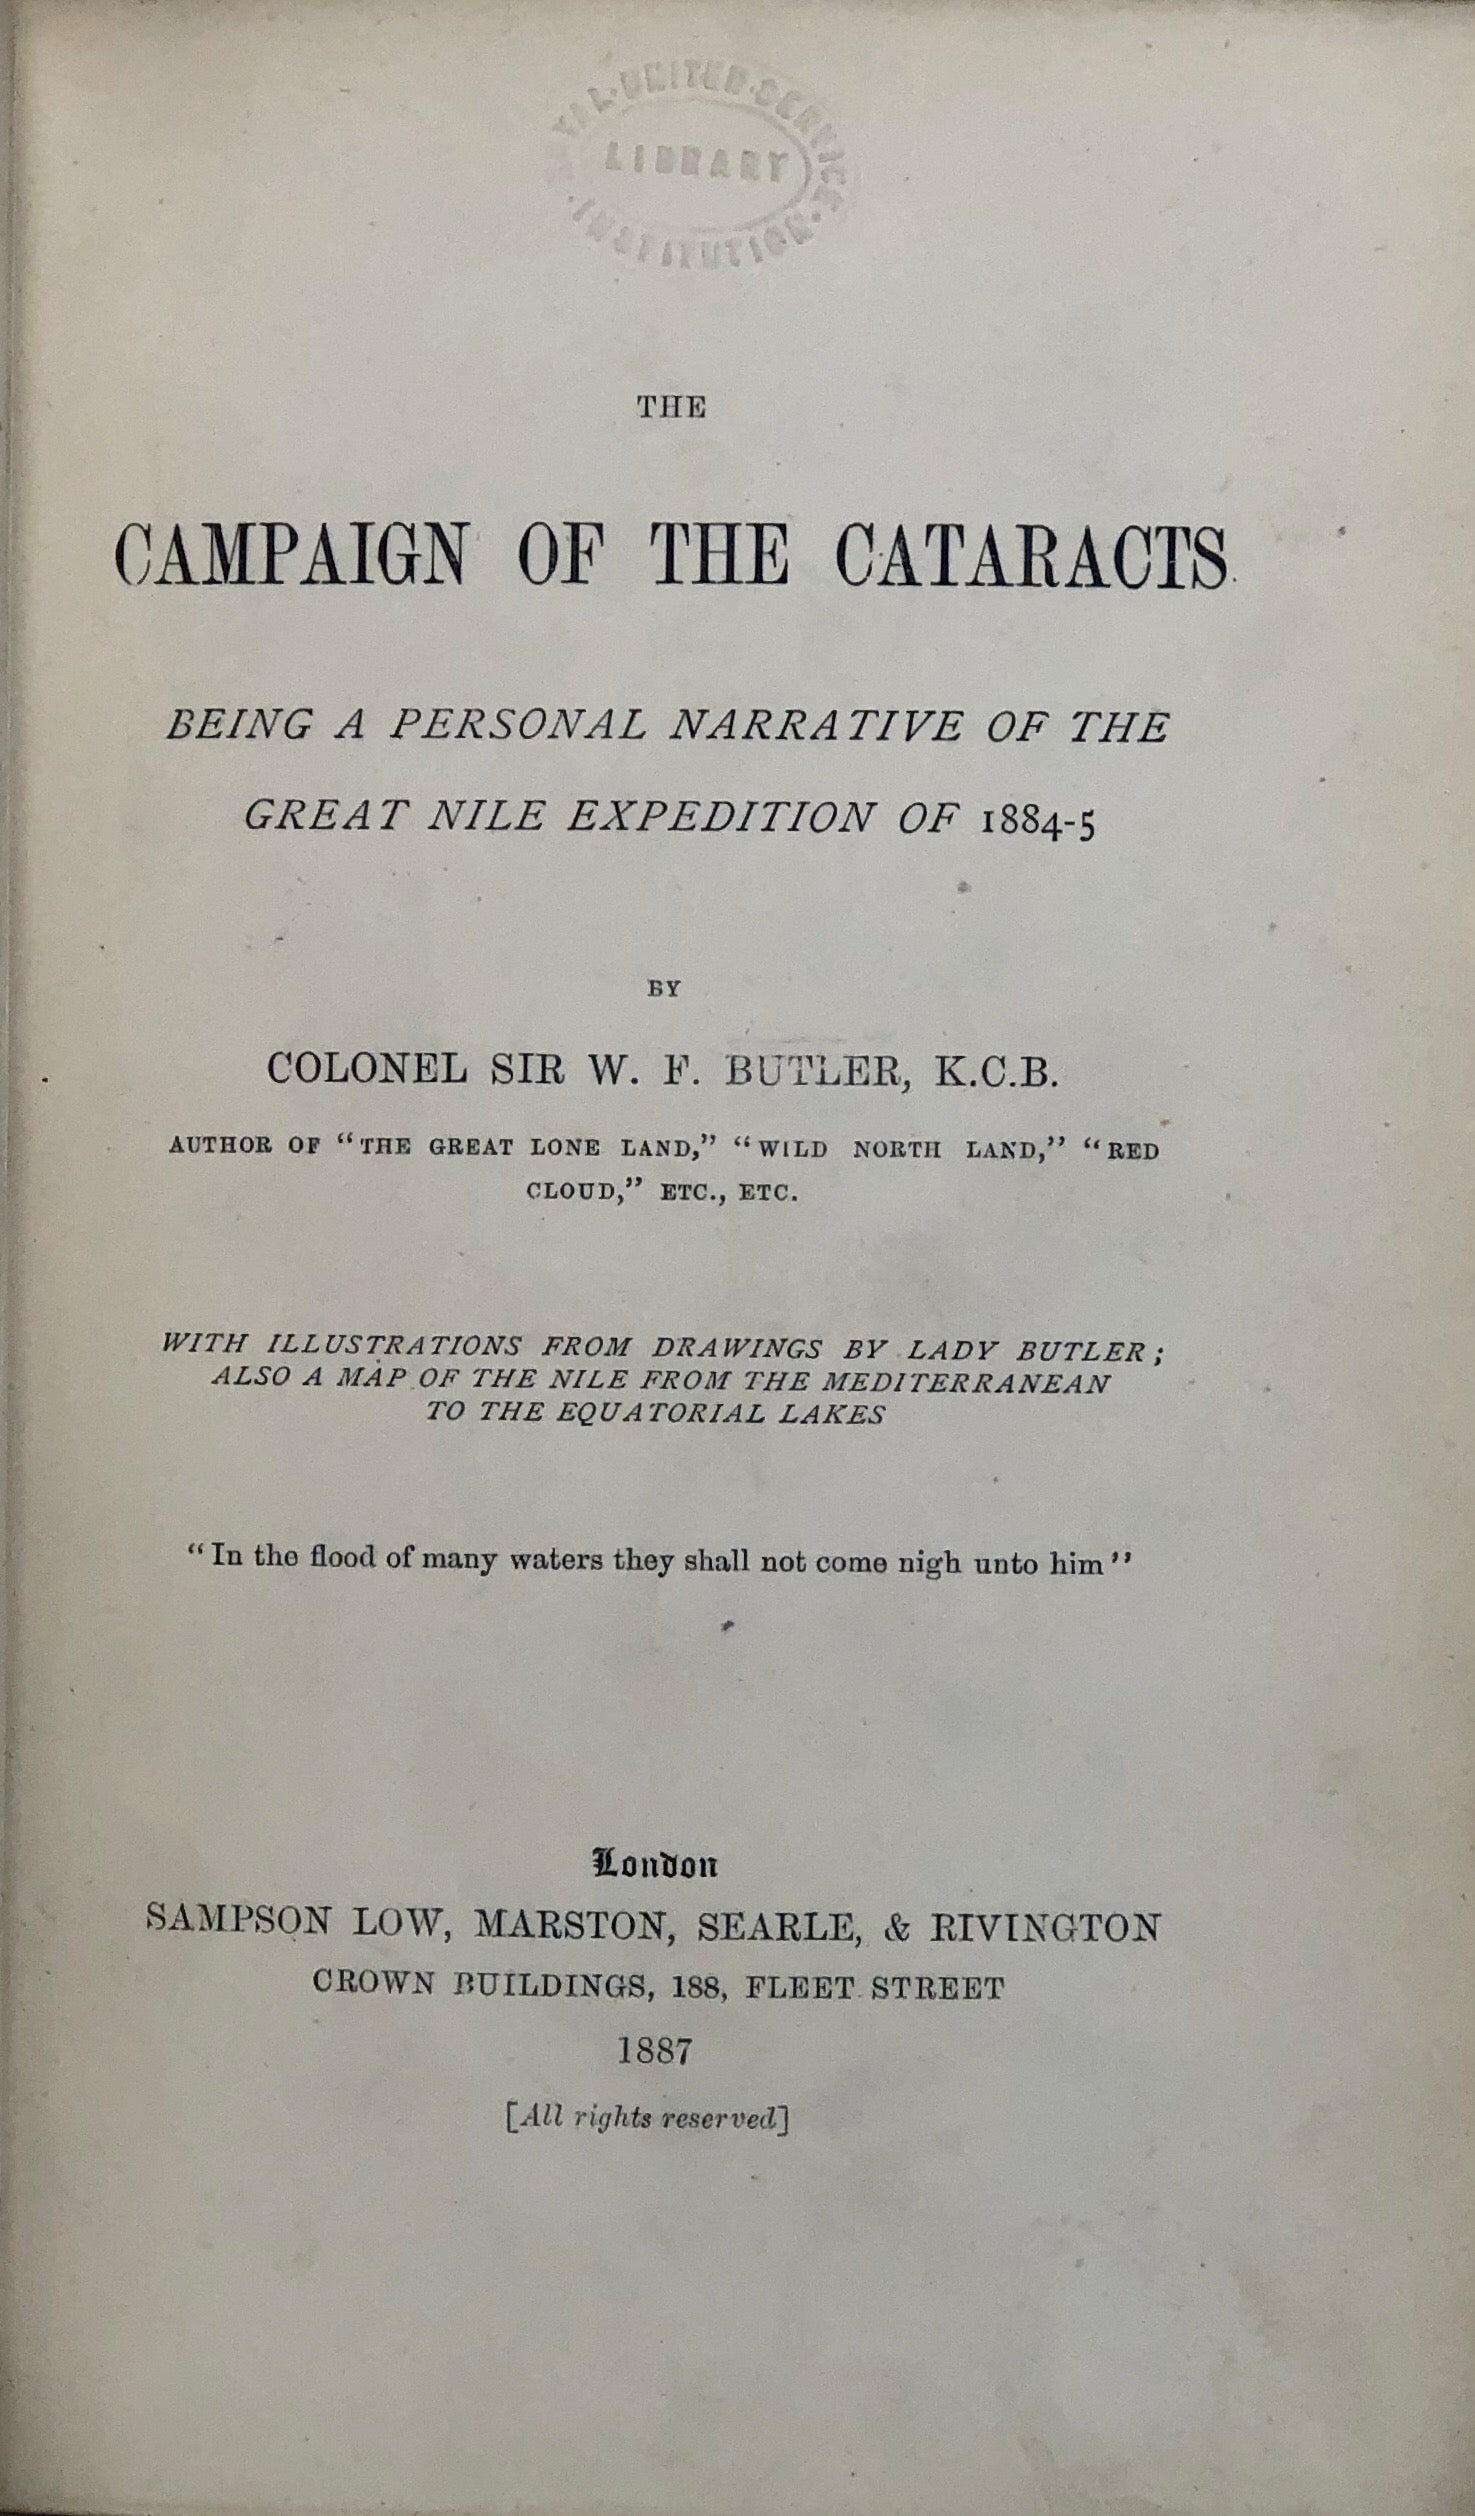 ROYAL · UNITED · SERVICE · INSTITUTION ·
LIBRARY
THE
CAMPAIGN OF THE CATARACTS
BEING A PERSONAL NARRATIVE OF THE
GREAT NILE EXPEDITION OF 1884-5
BY
COLONEL SIR W. F. BUTLER, K.C.B.
AUTHOR OF “THE GREAT LONE LAND,” “WILD NORTH LAND,” “RED
CLOUD,” ETC., ETC.
WITH ILLUSTRATIONS FROM DRAWINGS BY LADY BUTLER;
ALSO A MAP OF THE NILE FROM THE MEDITERRANEAN
TO THE EQUATORIAL LAKES
“In the flood of many waters they shall not come nigh unto him”
London
SAMPSON LOW, MARSTON, SEARLE, & RIVINGTON
CROWN BUILDINGS, 188, FLEET STREET
1887
[All rights reserved]